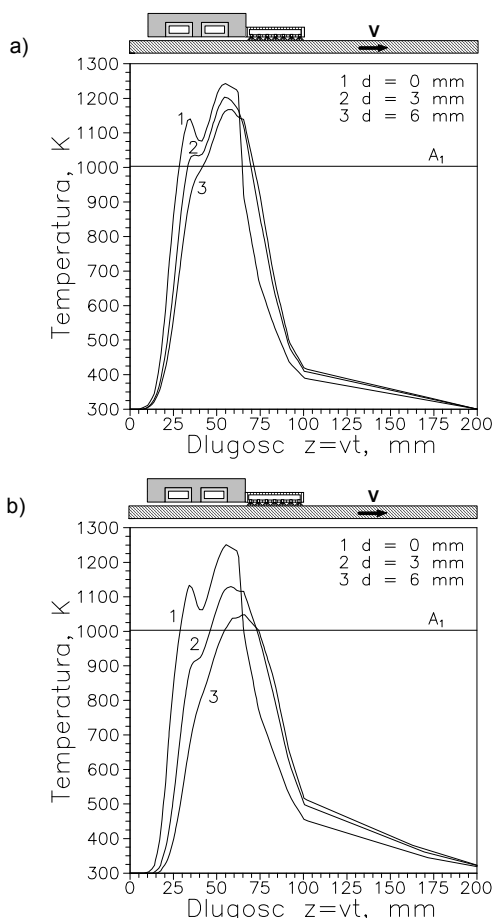 a)
V
1300
1200
1100
1000
900
800
700
600
500
400
300
Temperatura, K
1 d = 0 mm
2 d = 3 mm
3 d = 6 mm
A1
1
2
3
0 25 50 75 100 125 150 175 200
Dlugosc z=vt, mm
b)
V
1300
1200
1100
1000
900
800
700
600
500
400
300
Temperatura, K
1 d = 0 mm
2 d = 3 mm
3 d = 6 mm
A1
1
2
3
0 25 50 75 100 125 150 175 200
Dlugosc z=vt, mm